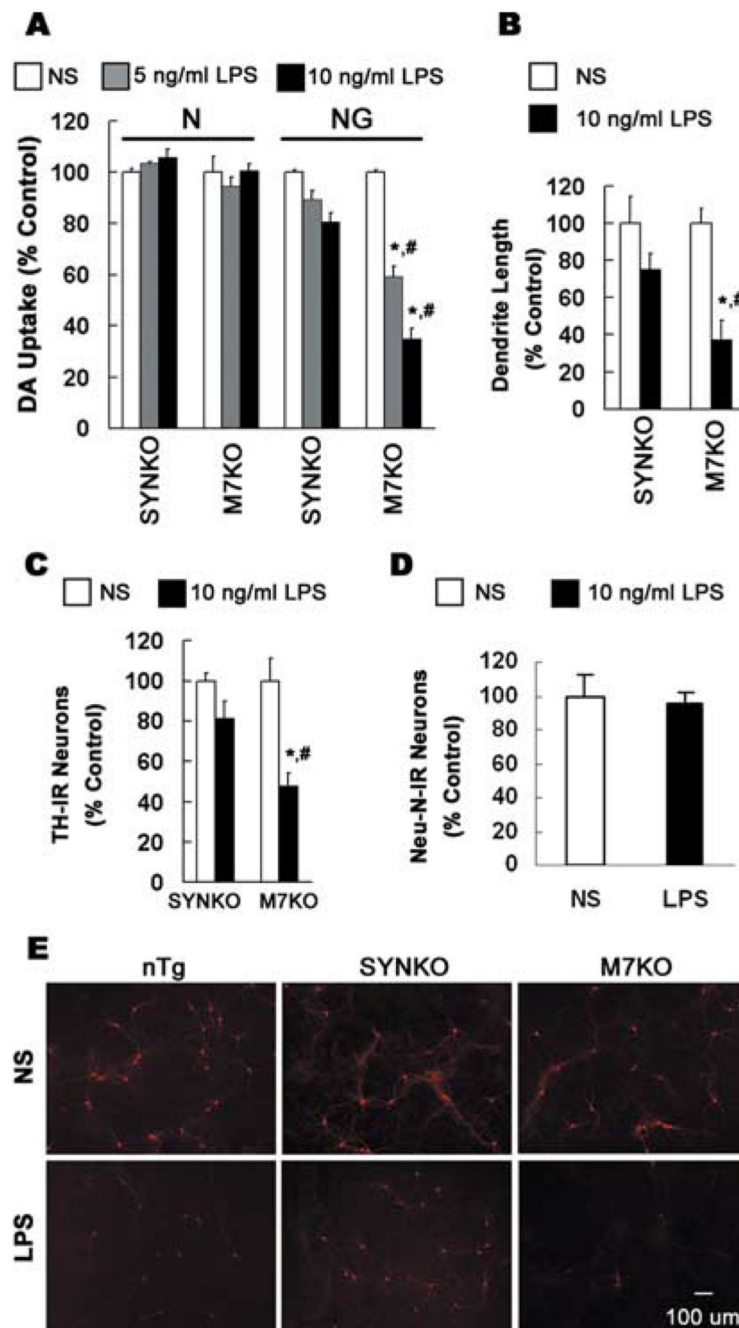 A
NS 5 ng/ml LPS 10 ng/ml LPS
N NG
120
100
80
60
40
20
0
DA Uptake (% Control)
*,#
*,#
SYNKO M7KO SYNKO M7KO
B
NS
10 ng/ml LPS
120
100
80
60
40
20
0
Dendrite Length
(% Control)
*,#
SYNKO M7KO
C
NS 10 ng/ml LPS
120
100
80
60
40
20
0
TH-IR Neurons
(% Control)
*,#
SYNKO M7KO
D
NS 10 ng/ml LPS
120
100
80
60
40
20
0
Neu-N-IR Neurons
(% Control)
NS LPS
E
nTg SYNKO M7KO
NS
LPS
100 um